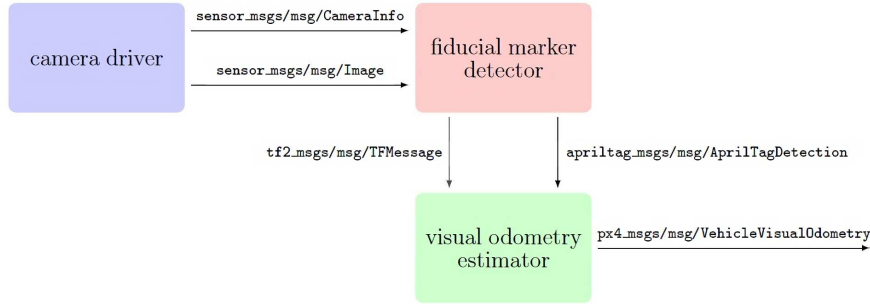 sensor_msgs/msg/CameraInfo
camera driver
sensor_msgs/msg/Image
fiducial marker
detector
tf2_msgs/msg/TFMessage
apriltag_msgs/msg/AprilTagDetection
visual odometry
estimator
px4_msgs/msg/VehicleVisualOdometry